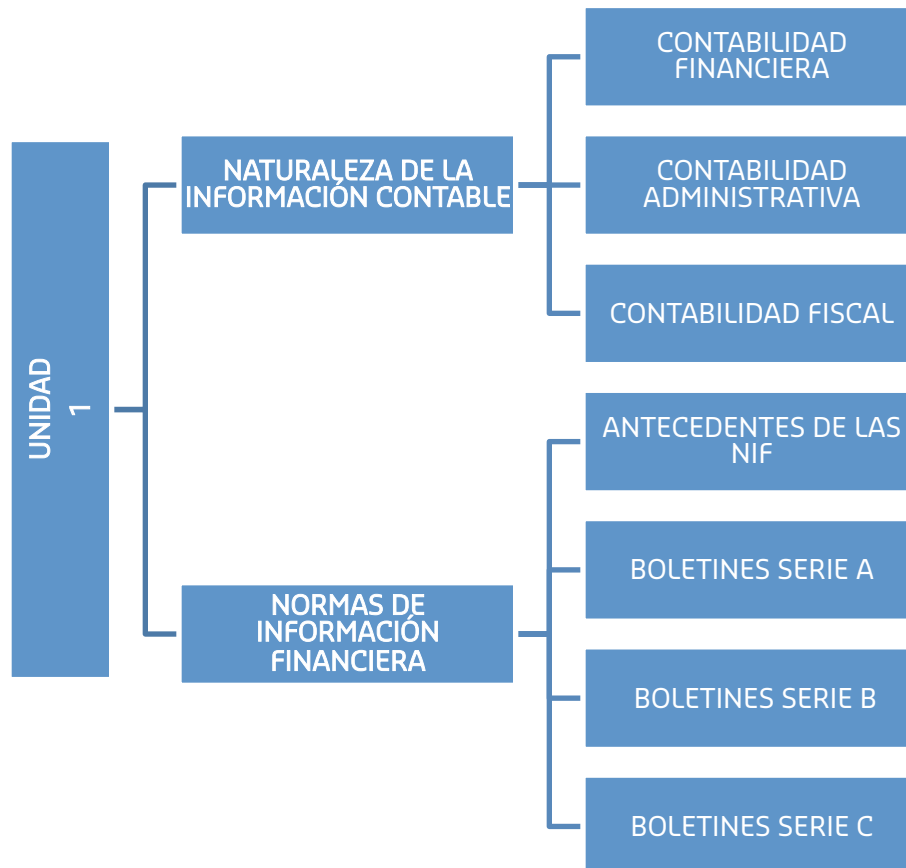 UNIDAD
1
NATURALEZA DE LA
INFORMACIÓN CONTABLE
CONTABILIDAD
FINANCIERA
CONTABILIDAD
ADMINISTRATIVA
CONTABILIDAD FISCAL
NORMAS DE
INFORMACIÓN
FINANCIERA
ANTECEDENTES DE LAS
NIF
BOLETINES SERIE A
BOLETINES SERIE B
BOLETINES SERIE C